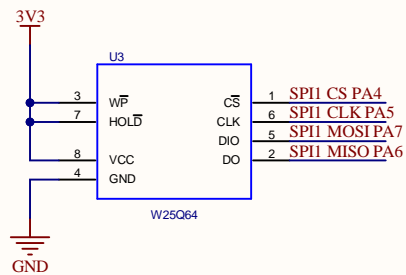 3V3
U3
3 WP CS 1 SPI1 CS PA4
7 HOLD CLK 6 SPI1 CLK PA5
DIO 5 SPI1 MOSI PA7
8 VCC DO 2 SPI1 MISO PA6
4 GND
W25Q64
GND